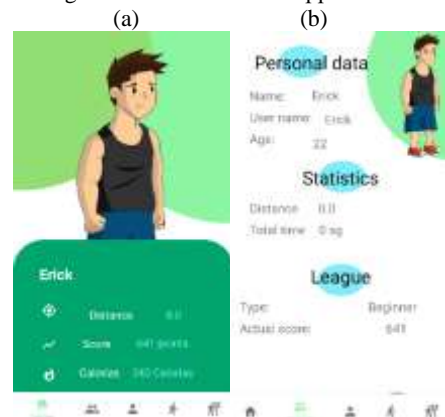 (a) (b)
Erick
Distance 0.0
Score 641 points
Calories
Personal data
Name: Erick
User name: Erick
Age: 22
Statistics
Distance 0.0
Total time 0 sg
League
Type: Beginner
Actual score: 641